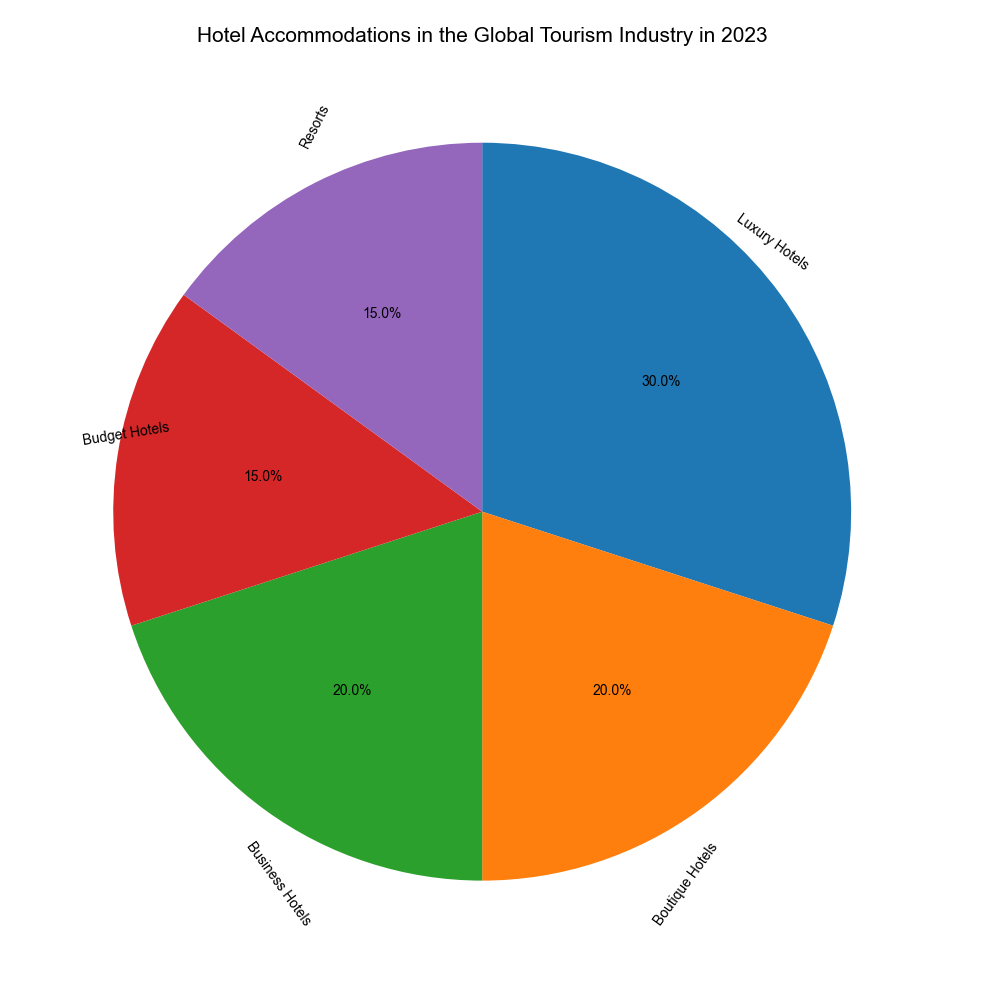 Hotel Accommodations in the Global Tourism Industry in 2023
Resorts
Luxury Hotels
15.0%
30.0%
Budget Hotels
15.0%
20.0%
20.0%
Business Hotels
Boutique Hotels